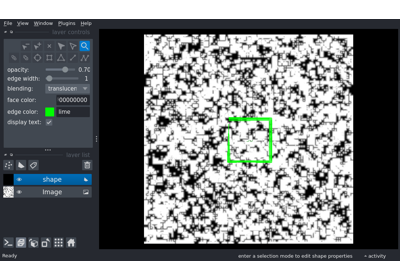 File View Window Plugins Help
layer controls
opacity: 0.70
edge width: 1
blending: translucen
face color: 00000000
edge color: lime
display text:
layer list
shape
Image
Ready
enter a selection mode to edit shape properties
activity